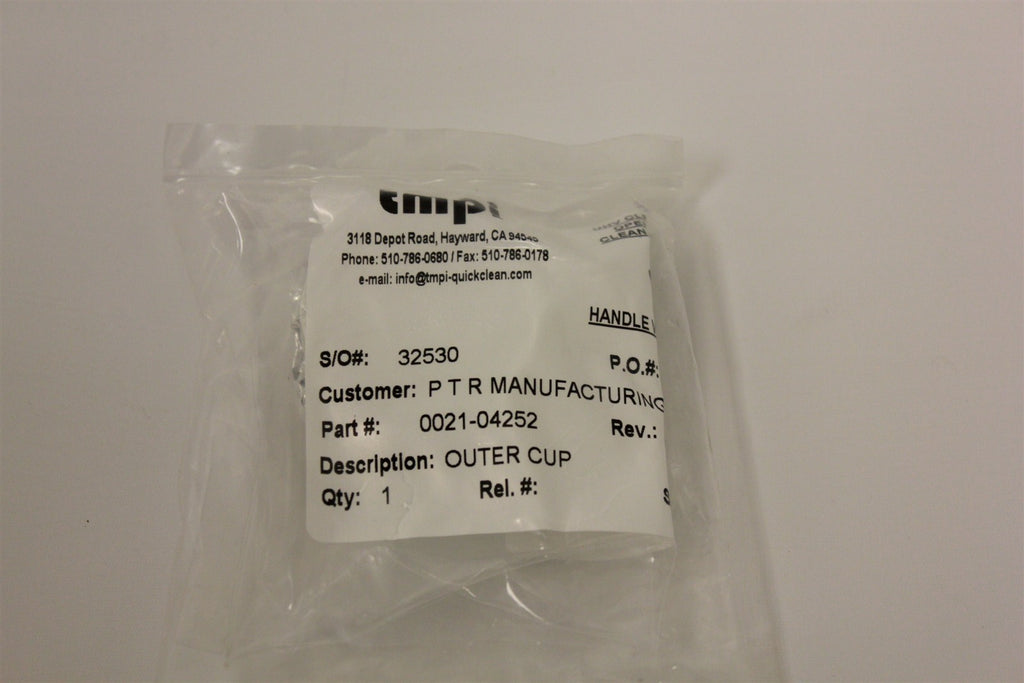 tmpi
3118 Depot Road, Hayward, CA 94545
Phone: 510-786-0680 / Fax: 510-786-0178
e-mail: info@tmpi-quickclean.com
CLEAN
HANDLE
S/O#: 32530
P.O.#:
Customer: P T R MANUFACTURING
Part #: 0021-04252
Rev.:
Description: OUTER CUP
Qty: 1
Rel. #: